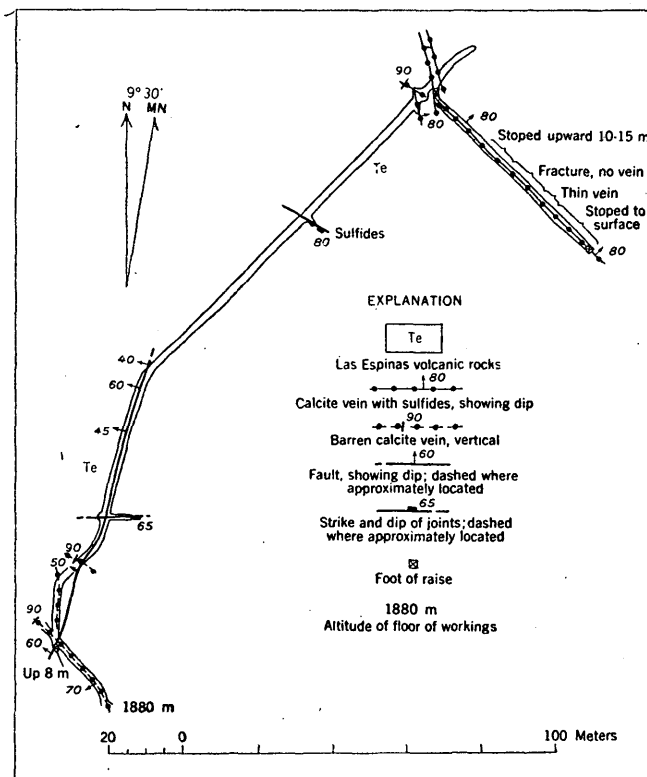 9° 30'
N MN
90
80
80
Stoped upward 10-15 m
Fracture, no vein
Thin vein
Stoped to
surface
80
Te
80
Sulfides
40
60
45
Te
65
90
50
90
60
Up 8 m
70
1880 m
EXPLANATION
Te
Las Espinas volcanic rocks
80
Calcite vein with sulfides, showing dip
90
Barren calcite vein, vertical
60
Fault, showing dip; dashed where
approximately located
65
Strike and dip of joints; dashed
where approximately located
Foot of raise
1880 m
Altitude of floor of workings
20 0 100 Meters